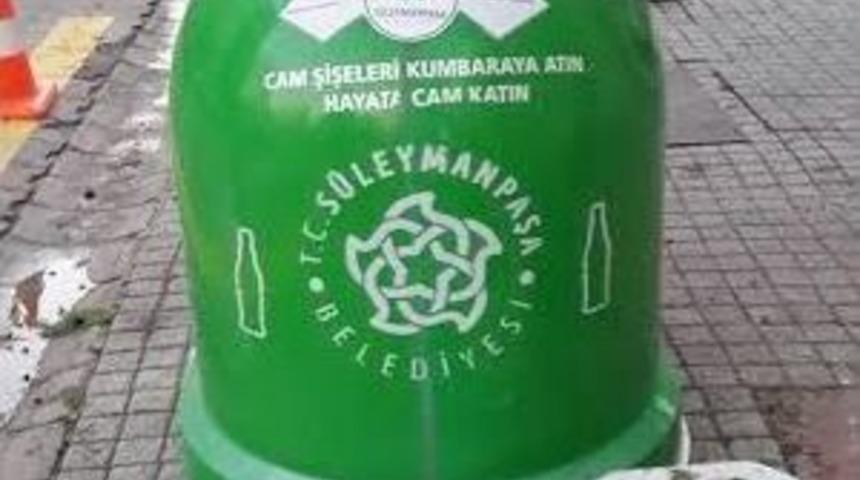 CAM ŞİŞELERİ KUMBARAYA ATIN
HAYATA CAM KATIN
T.C. SÜLEYMANPAŞA
BELEDİYESİ